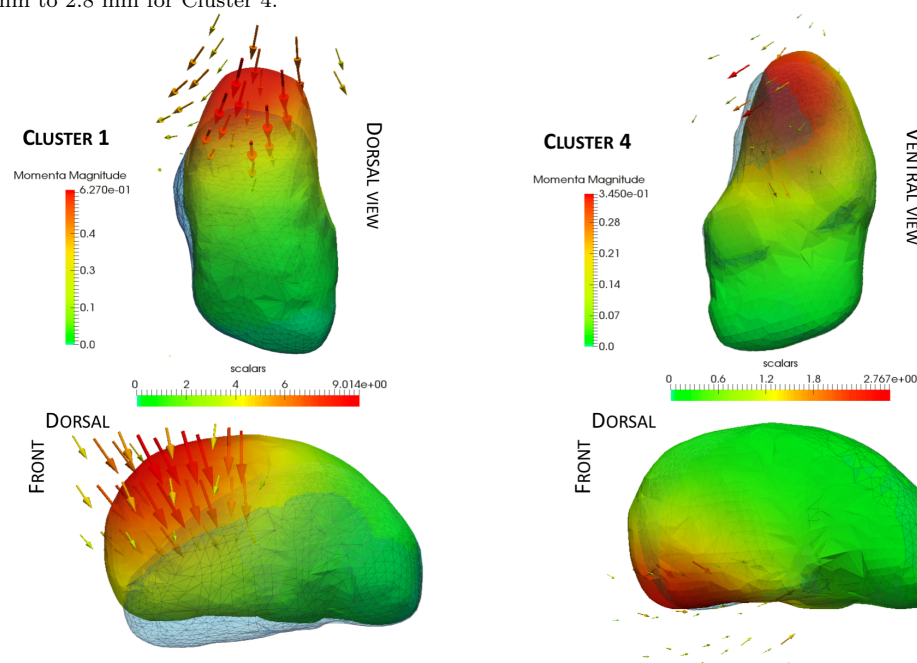 mm to 2.8 mm for Cluster 4.
CLUSTER 1
Momenta Magnitude
6.270e-01
0.4
0.3
0.1
0.0
DORSAL VIEW
CLUSTER 4
Momenta Magnitude
3.450e-01
0.28
0.21
0.14
0.07
0.0
VENTRAL VIEW
scalars
0 2 4 6 9.014e+00
scalars
0 0.6 1.2 1.8 2.767e+00
DORSAL
FRONT
DORSAL
FRONT